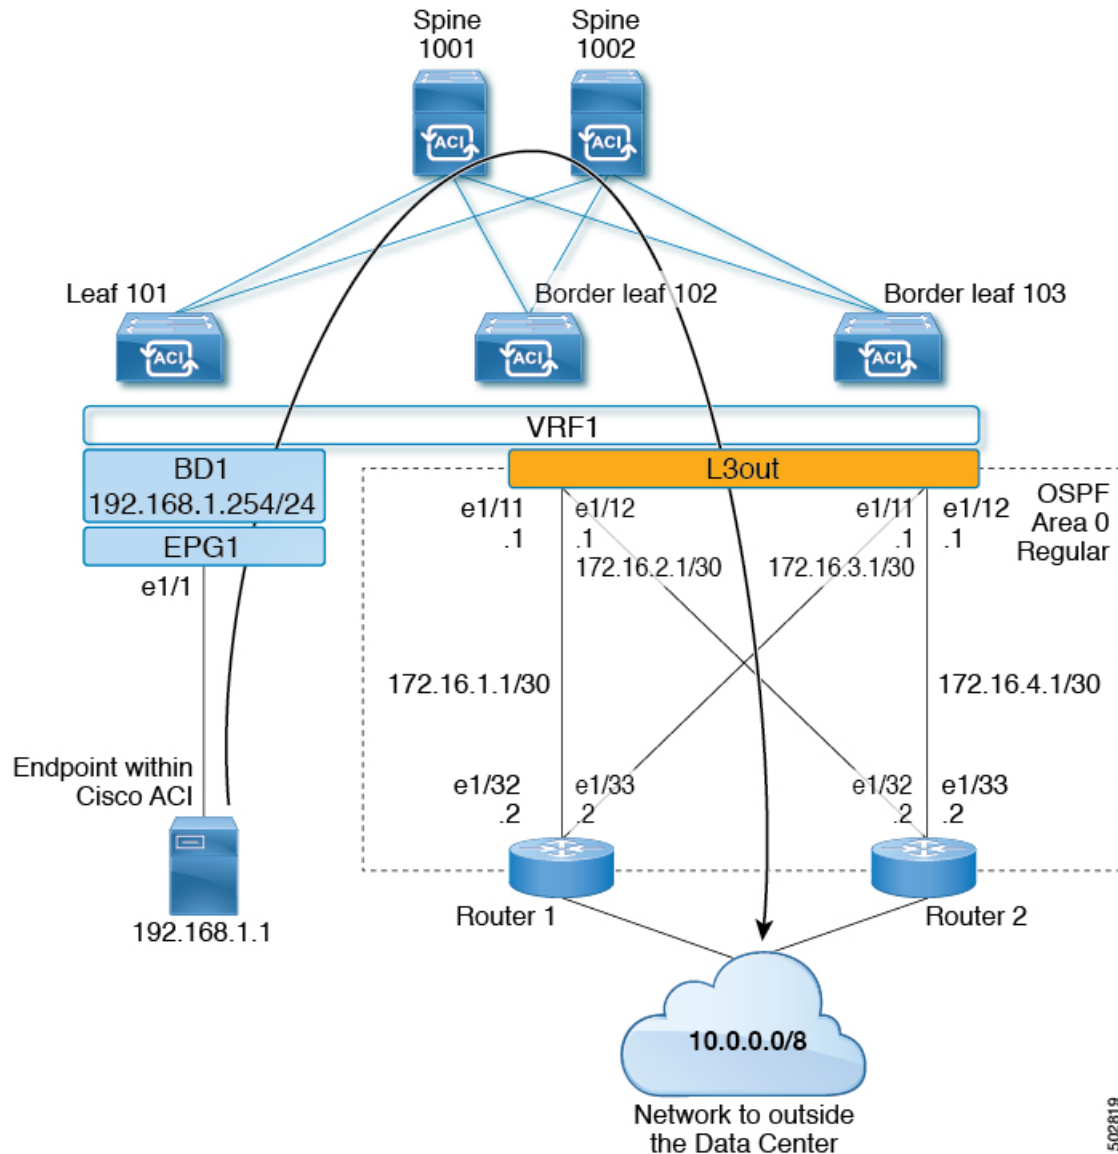 Spine
1001
Spine
1002
ACI
ACI
Leaf 101
Border leaf 102
Border leaf 103
ACI
ACI
ACI
VRF1
BD1
192.168.1.254/24
EPG1
L3out
OSPF
Area 0
Regular
e1/1
e1/11
.1
e1/12
.1
e1/11
.1
e1/12
.1
172.16.2.1/30
172.16.3.1/30
172.16.1.1/30
172.16.4.1/30
Endpoint within
Cisco ACI
e1/32
.2
e1/33
.2
e1/32
.2
e1/33
.2
192.168.1.1
Router 1
Router 2
10.0.0.0/8
Network to outside
the Data Center
502819